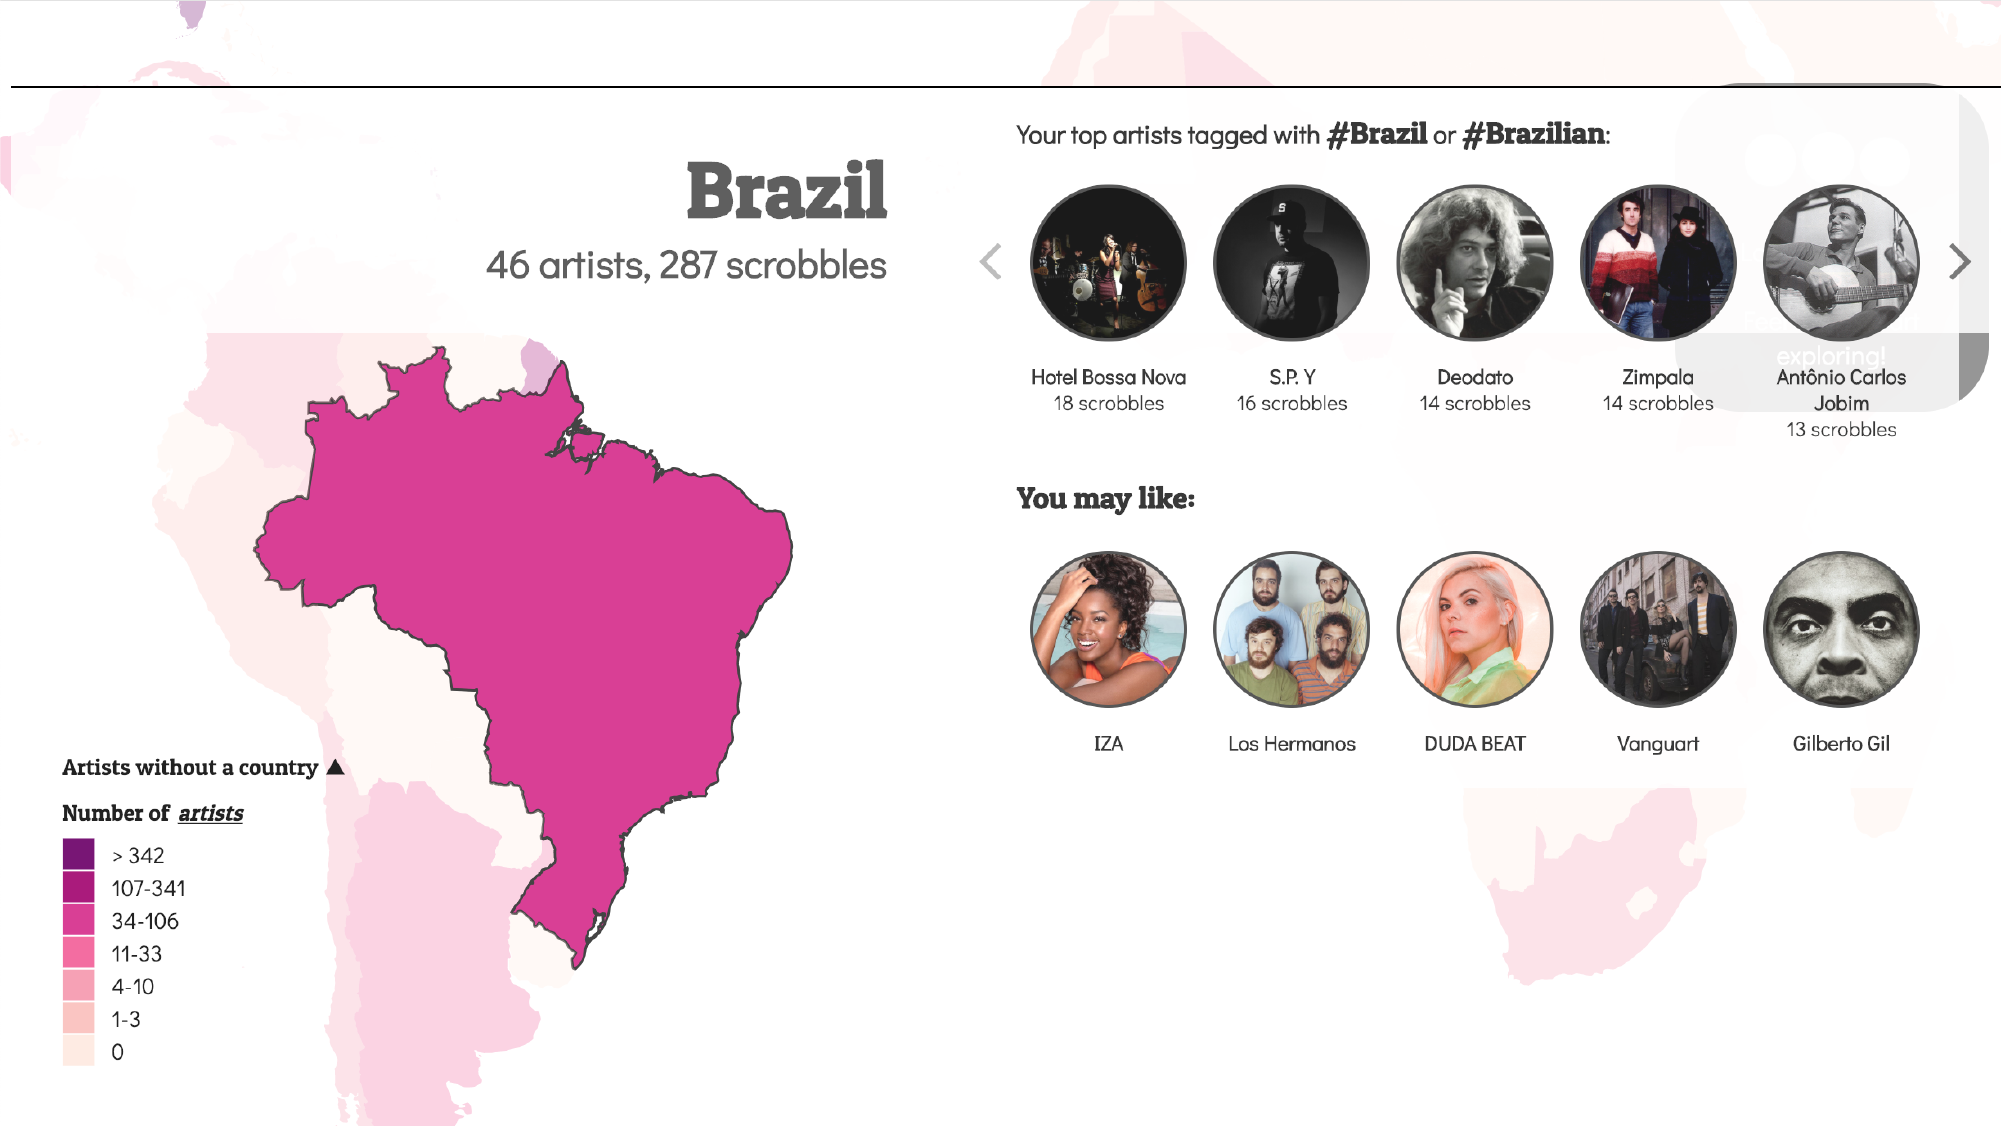 Brazil
46 artists, 287 scrobbles
Your top artists tagged with #Brazil or #Brazilian:
Hotel Bossa Nova
18 scrobbles
S.P. Y
16 scrobbles
Deodato
14 scrobbles
Zimpala
14 scrobbles
exploring!
Antônio Carlos
Jobim
13 scrobbles
You may like:
IZA
Los Hermanos
DUDA BEAT
Vanguart
Gilberto Gil
Artists without a country ▲
Number of artists
> 342
107-341
34-106
11-33
4-10
1-3
0